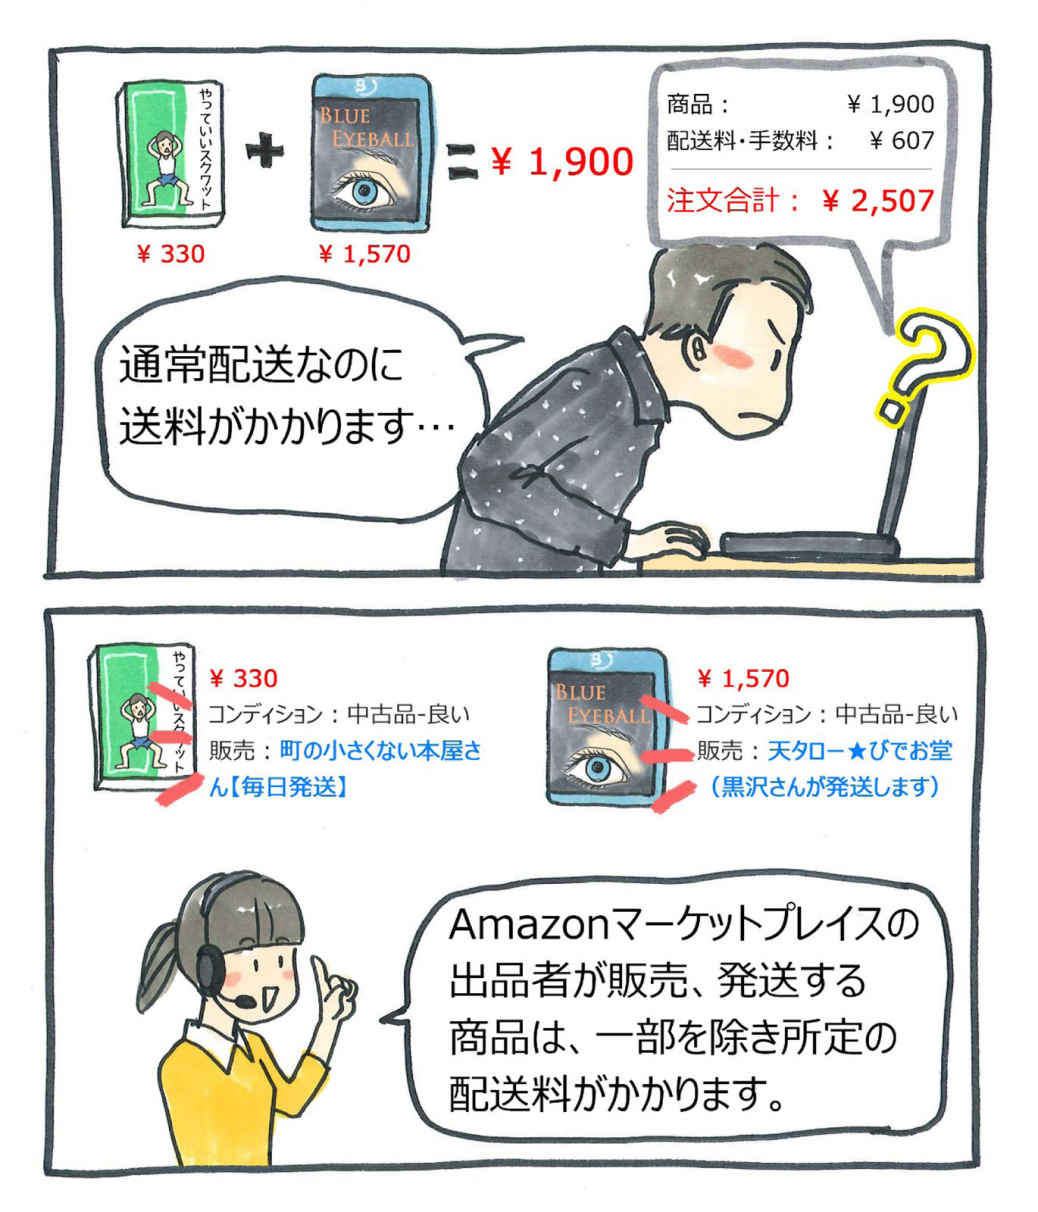 やっていいスクワット
+
BLUE
EYEBALL
=
¥ 1,900
¥ 330
¥ 1,570
商品： ¥ 1,900
配送料・手数料： ¥ 607
注文合計： ¥ 2,507
通常配送なのに
送料がかかります…
?
やっていいスクワット
¥ 330
コンディション：中古品-良い
販売：町の小さくない本屋さ
ん【毎日発送】
BLUE
EYEBALL
¥ 1,570
コンディション：中古品-良い
販売：天タロー★びでお堂
（黒沢さんが発送します）
Amazonマーケットプレイスの
出品者が販売、発送する
商品は、一部を除き所定の
配送料がかかります。